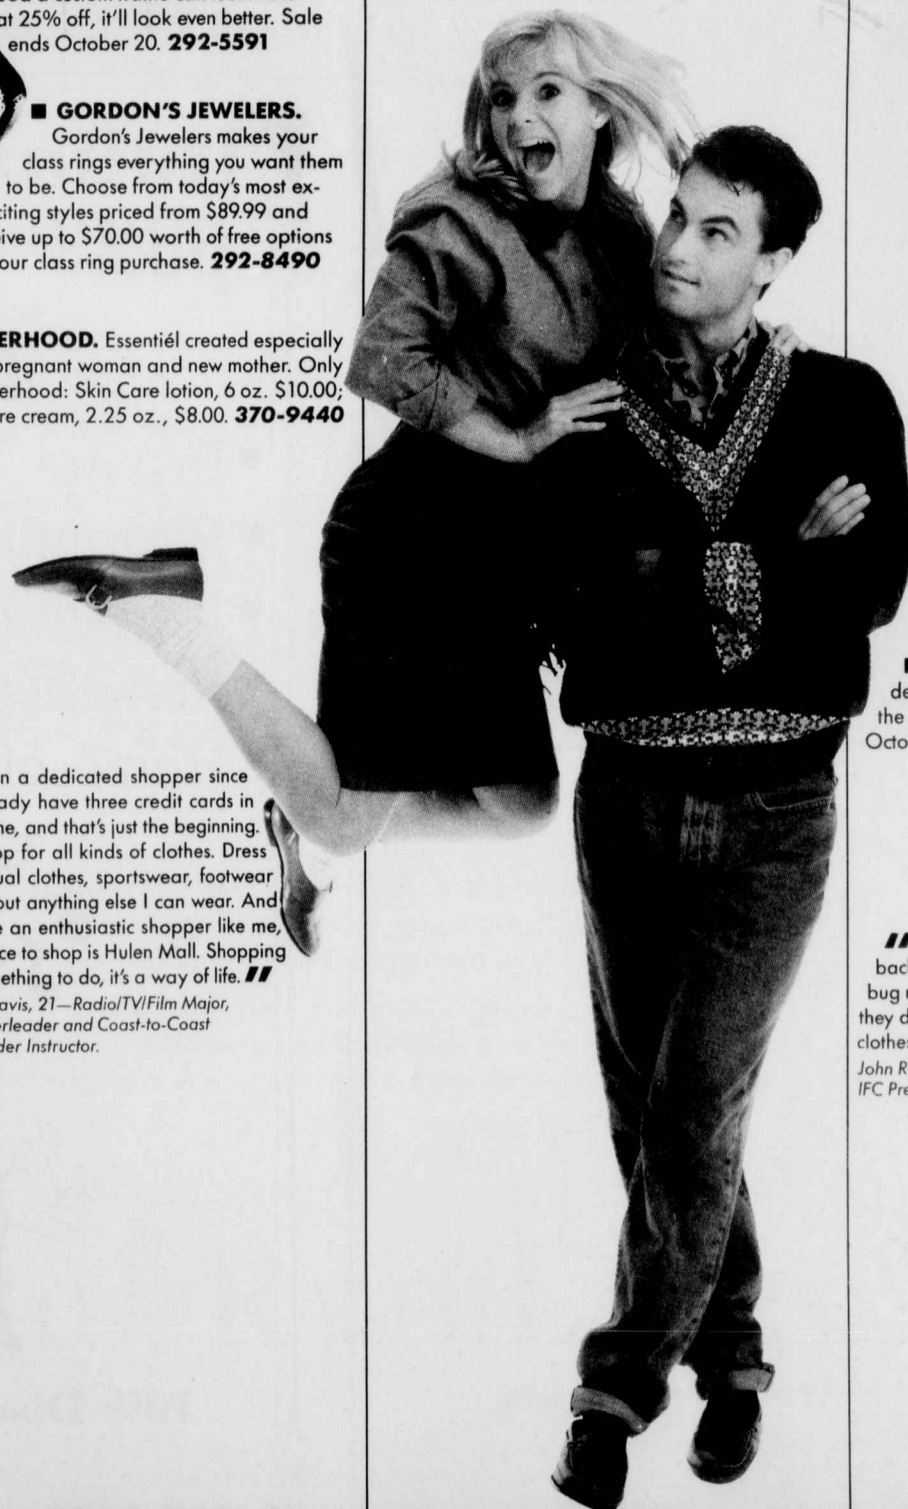 at 25% off, it'll look even better. Sale
ends October 20. 292-5591
■ GORDON'S JEWELERS.
Gordon's Jewelers makes your
class rings everything you want them
to be. Choose from today's most ex-
citing styles priced from $89.99 and
up to $70.00 worth of free options
our class ring purchase. 292-8490
ERHOOD. Essentiél created especially
pregnant woman and new mother. Only
erhood: Skin Care lotion, 6 oz. $10.00;
re cream, 2.25 oz., $8.00. 370-9440
n a dedicated shopper since
ady have three credit cards in
ne, and that's just the beginning.
op for all kinds of clothes. Dress
ual clothes, sportswear, footwear
out anything else I can wear. And
e an enthusiastic shopper like me,
ce to shop is Hulen Mall. Shopping
ething to do, it's a way of life. "
avis, 21—Radio/TV/Film Major,
erleader and Coast-to-Coast
der Instructor.
de
the
Octo
"
bac
bug
they d
clothe
John R
IFC Pre